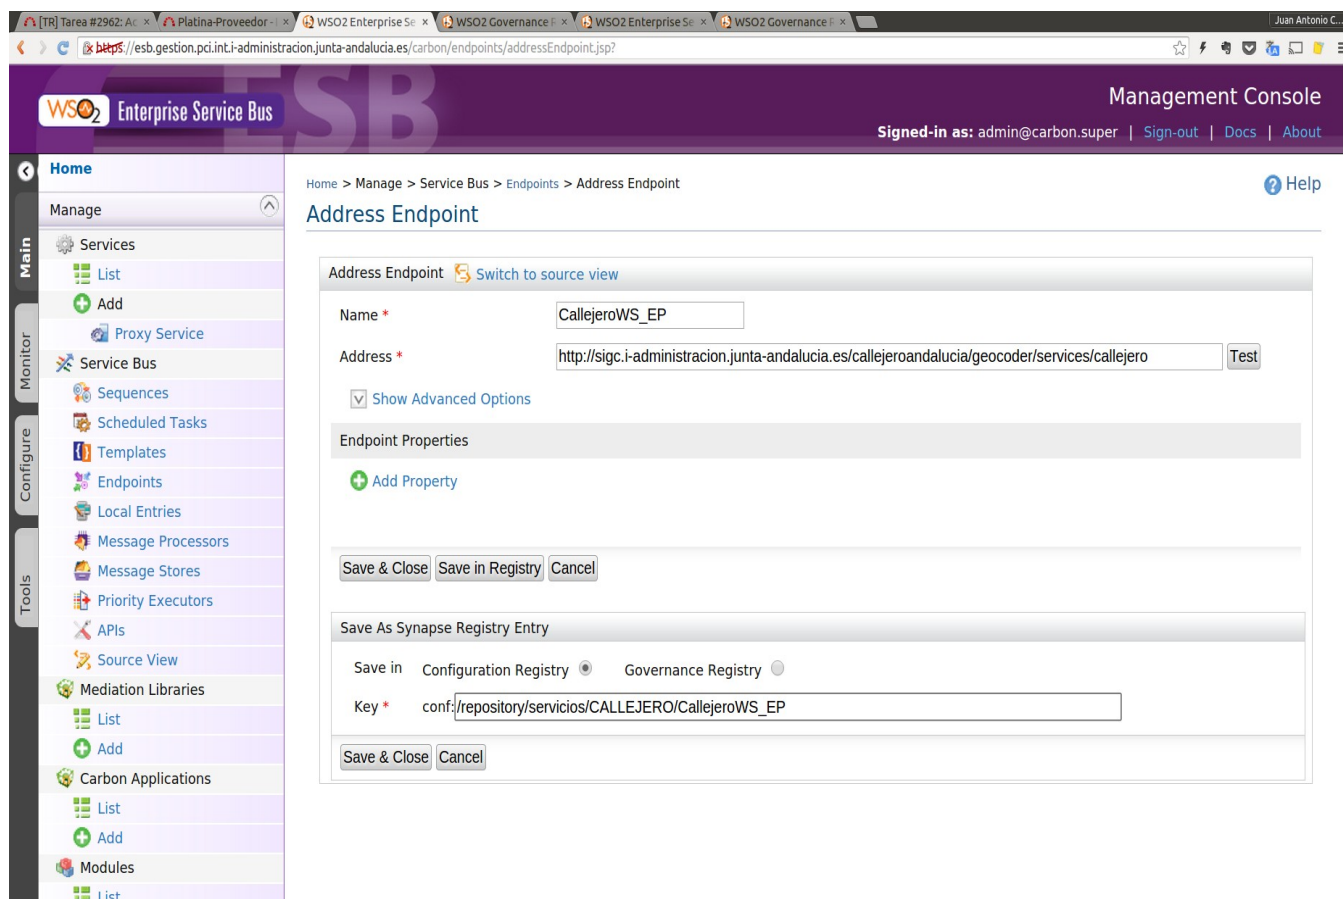 [TR] Tarea #2962: Ac
Platina-Proveedor - L
WSO2 Enterprise Se
WSO2 Governance R
WSO2 Enterprise Se
WSO2 Governance R
Juan Antonio C...
https://esb.gestion.pci.int.i-administracion.junta-andalucia.es/carbon/endpoints/addressEndpoint.jsp?
ESB
WSO2 Enterprise Service Bus
Management Console
Signed-in as: admin@carbon.super | Sign-out | Docs | About
Main
Monitor
Configure
Tools
Home
Manage
Services
List
Add
Proxy Service
Service Bus
Sequences
Scheduled Tasks
Templates
Endpoints
Local Entries
Message Processors
Message Stores
Priority Executors
APIs
Source View
Mediation Libraries
List
Add
Carbon Applications
List
Add
Modules
List
Home > Manage > Service Bus > Endpoints > Address Endpoint
Help
Address Endpoint
Address Endpoint Switch to source view
Name * CallejeroWS_EP
Address * http://sigc.i-administracion.junta-andalucia.es/callejeroandalucia/geocoder/services/callejero Test
Show Advanced Options
Endpoint Properties
Add Property
Save & Close Save in Registry Cancel
Save As Synapse Registry Entry
Save in Configuration Registry Governance Registry
Key * conf:/repository/servicios/CALLEJERO/CallejeroWS_EP
Save & Close Cancel